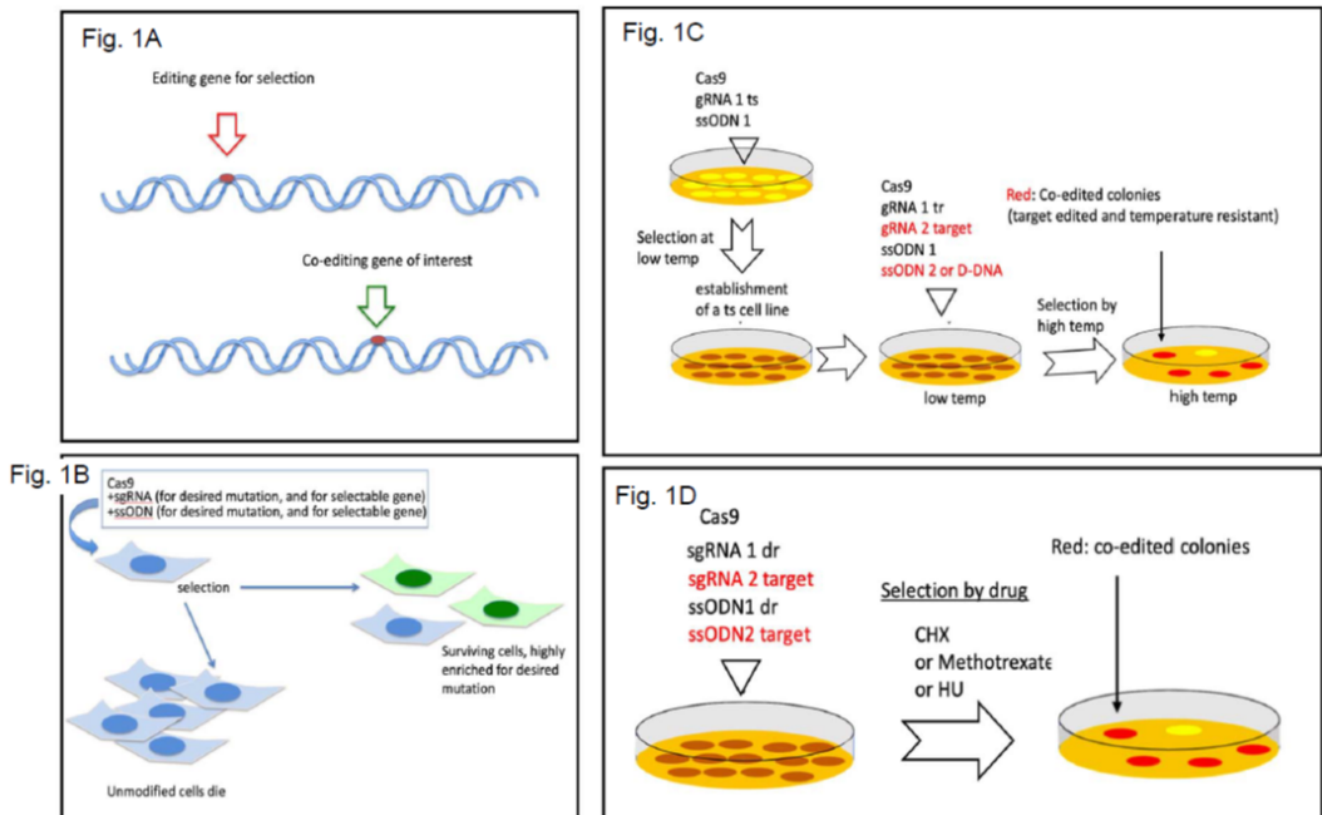 Fig. 1A
Editing gene for selection
Co-editing gene of interest
Fig. 1B
Cas9
+sgRNA (for desired mutation, and for selectable gene)
+ssODN (for desired mutation, and for selectable gene)
selection
Surviving cells, highly
enriched for desired
mutation
Unmodified cells die
Fig. 1C
Cas9
gRNA 1 ts
ssODN 1
Selection at
low temp
establishment
of a ts cell line
Cas9
gRNA 1 tr
gRNA 2 target
ssODN 1
ssODN 2 or D-DNA
low temp
Selection by
high temp
Red: Co-edited colonies
(target edited and temperature resistant)
high temp
Fig. 1D
Cas9
sgRNA 1 dr
sgRNA 2 target
ssODN1 dr
ssODN2 target
Selection by drug
CHX
or Methotrexate
or HU
Red: co-edited colonies